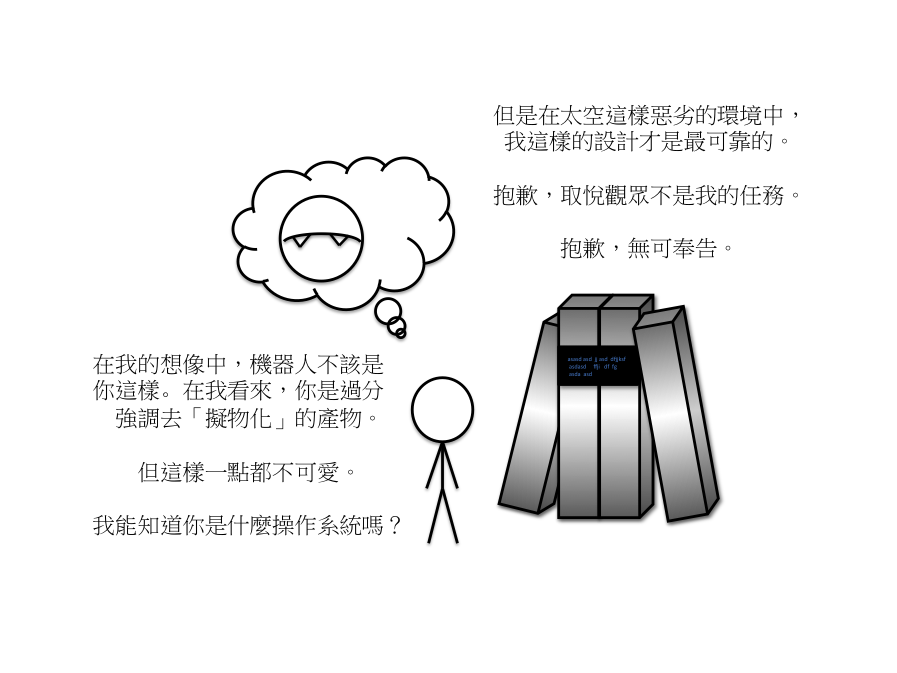 但是在太空這樣惡劣的環境中，
我這樣的設計才是最可靠的。
抱歉，取悅觀眾不是我的任務。
抱歉，無可奉告。
在我的想像中，機器人不該是
你這樣。在我看來，你是過分
強調去「擬物化」的產物。
但這樣一點都不可愛。
我能知道你是什麼操作系統嗎？